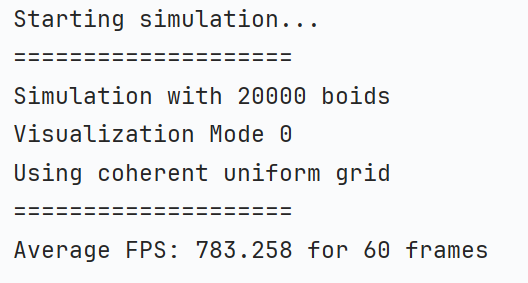 Starting simulation...
====================
Simulation with 20000 boids
Visualization Mode 0
Using coherent uniform grid
====================
Average FPS: 783.258 for 60 frames